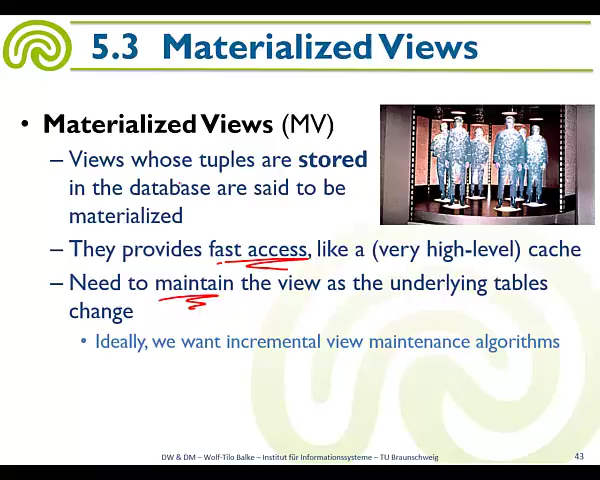 5.3 Materialized Views
• Materialized Views (MV)
– Views whose tuples are stored
in the database are said to be
materialized
– They provides fast access, like a (very high-level) cache
– Need to maintain the view as the underlying tables
change
• Ideally, we want incremental view maintenance algorithms
DW & DM – Wolf-Tilo Balke – Institut für Informationssysteme – TU Braunschweig
43